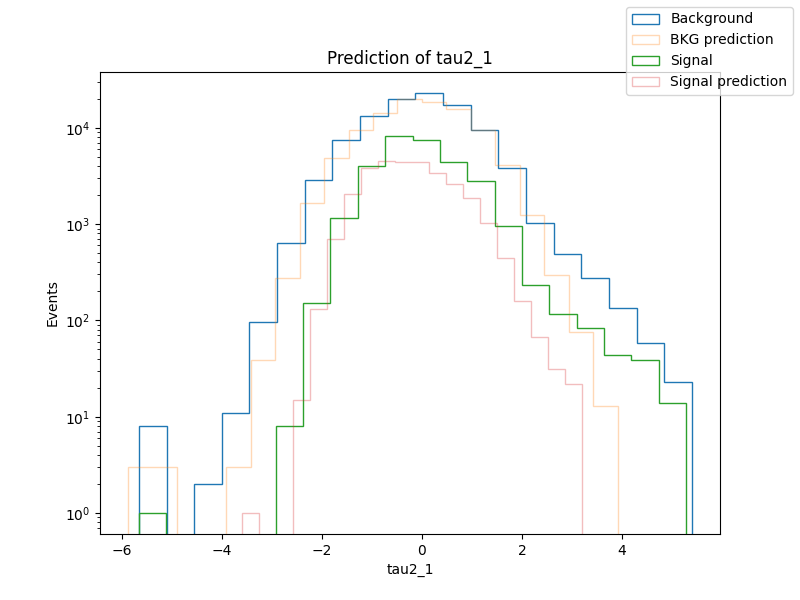 Background
BKG prediction
Signal
Signal prediction
Prediction of tau2_1
Events
10⁴
10³
10²
10¹
10⁰
−6 −4 −2 0 2 4
tau2_1